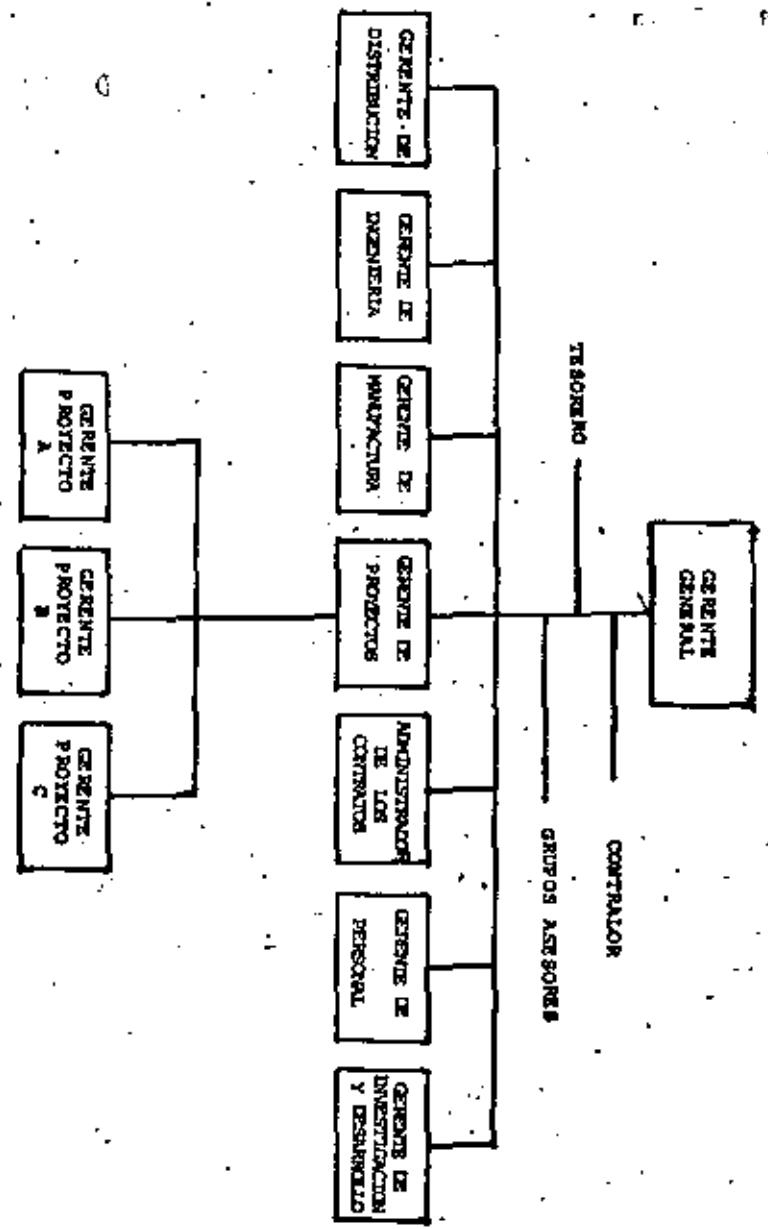 GERENTE
GENERAL
CONTRALOR
TESORERO
GRUPOS ASESORES
GERENTE DE
DISTRIBUCION
GERENTE DE
INGENIERIA
GERENTE DE
MANUFACTURA
GERENTE DE
PROYECTOS
ADMINISTRADOR
DE LOS
CONTRATOS
GERENTE DE
PERSONAL
GERENTE DE
INVESTIGACION
Y DESARROLLO
GERENTE
PROYECTO
A
GERENTE
PROYECTO
B
GERENTE
PROYECTO
C